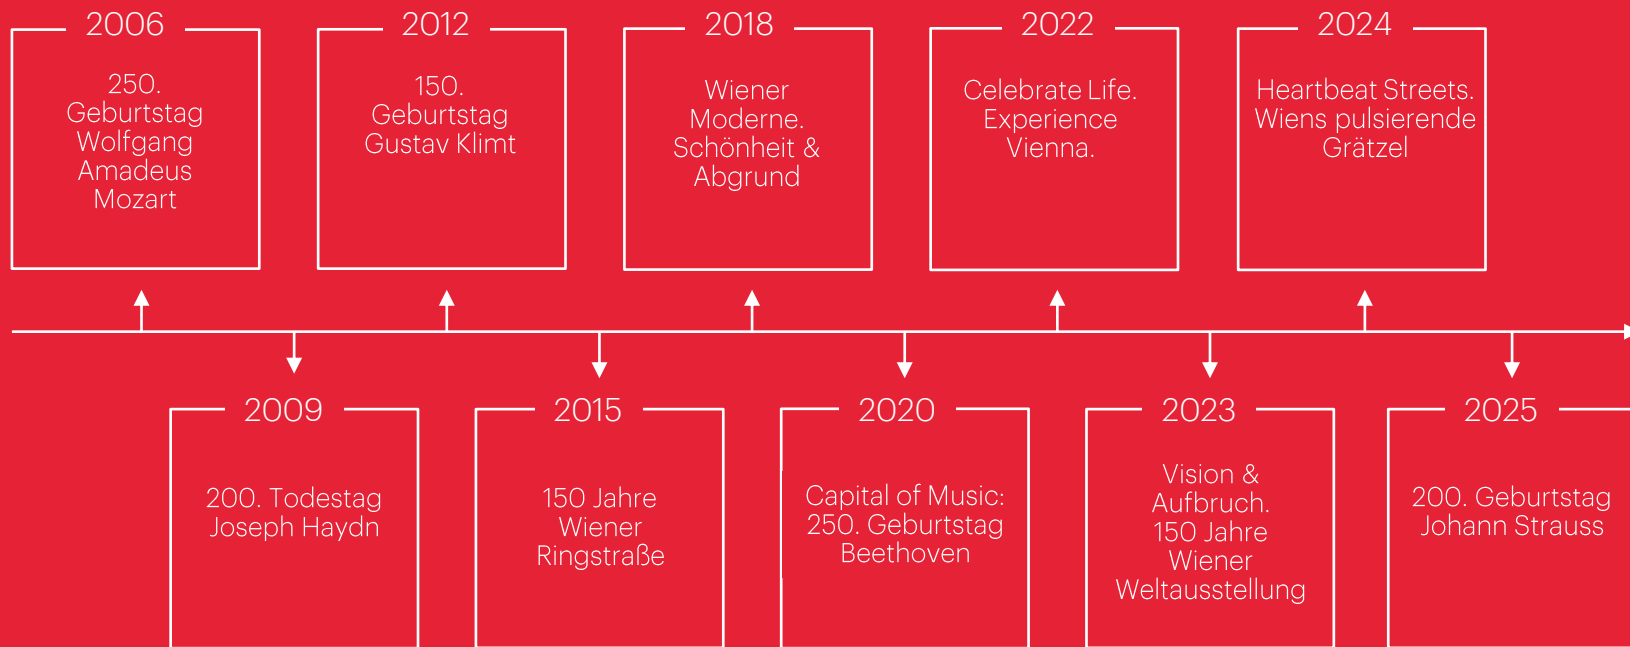 2006
250.
Geburtstag
Wolfgang
Amadeus
Mozart
2012
150.
Geburtstag
Gustav Klimt
2018
Wiener
Moderne.
Schönheit &
Abgrund
2022
Celebrate Life.
Experience
Vienna.
2024
Heartbeat Streets.
Wiens pulsierende
Grätzel
2009
200. Todestag
Joseph Haydn
2015
150 Jahre
Wiener
Ringstraße
2020
Capital of Music:
250. Geburtstag
Beethoven
2023
Vision &
Aufbruch.
150 Jahre
Wiener
Weltausstellung
2025
200. Geburtstag
Johann Strauss